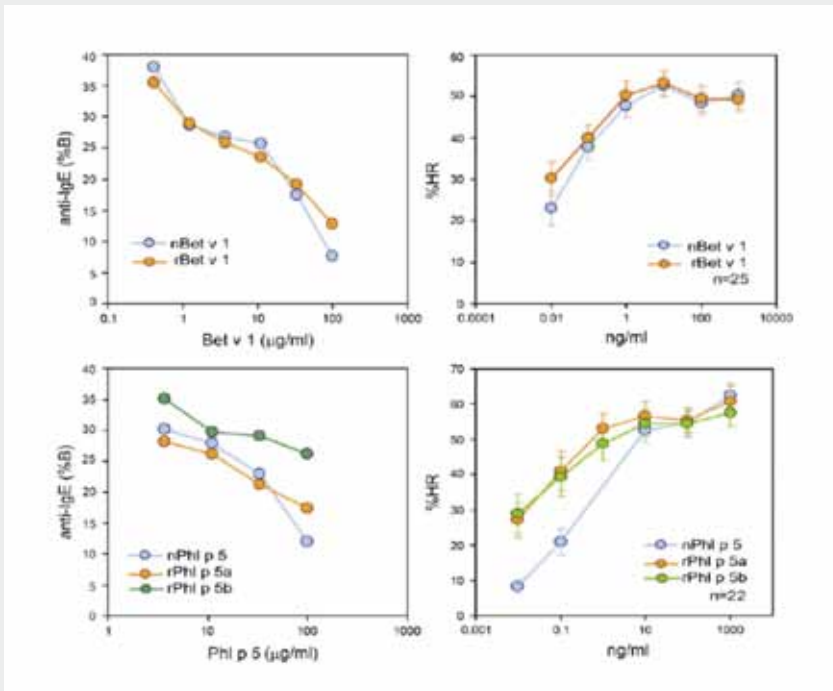 40
35
30
25
20
15
10
5
0
anti-IgE (%B)
nBet v 1
rBet v 1
0.1
1
10
100
1000
Bet v 1 (µg/ml)
60
50
40
30
20
10
0
%HR
nBet v 1
rBet v 1
n=25
0.0001
0.01
1
100
10000
ng/ml
40
35
30
25
20
15
10
5
0
anti-IgE (%B)
nPhl p 5
rPhl p 5a
rPhl p 5b
1
10
100
1000
Phl p 5 (µg/ml)
70
60
50
40
30
20
10
0
%HR
nPhl p 5
rPhl p 5a
rPhl p 5b
n=22
0.001
0.1
10
1000
ng/ml